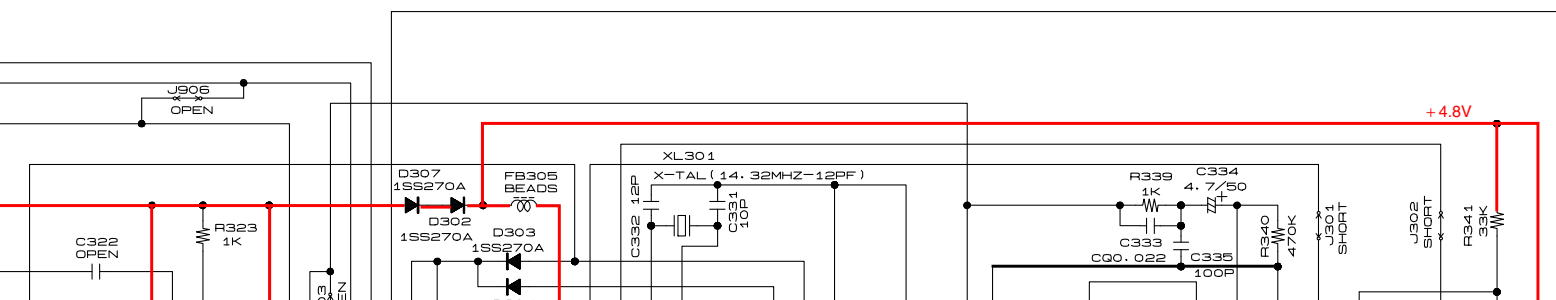 J906
OPEN
+4.8V
XL301
X-TAL(14.32MHZ-12PF)
D307
1SS270A
FB305
BEADS
C332 12P
C331
10P
R339
1K
C334
4.7/50
+
D302
1SS270A
D303
1SS270A
R323
1K
C322
OPEN
C333
CQ0.022
C335
100P
R340
470K
J301
SHORT
J302
SHORT
R341
33K
03
EN